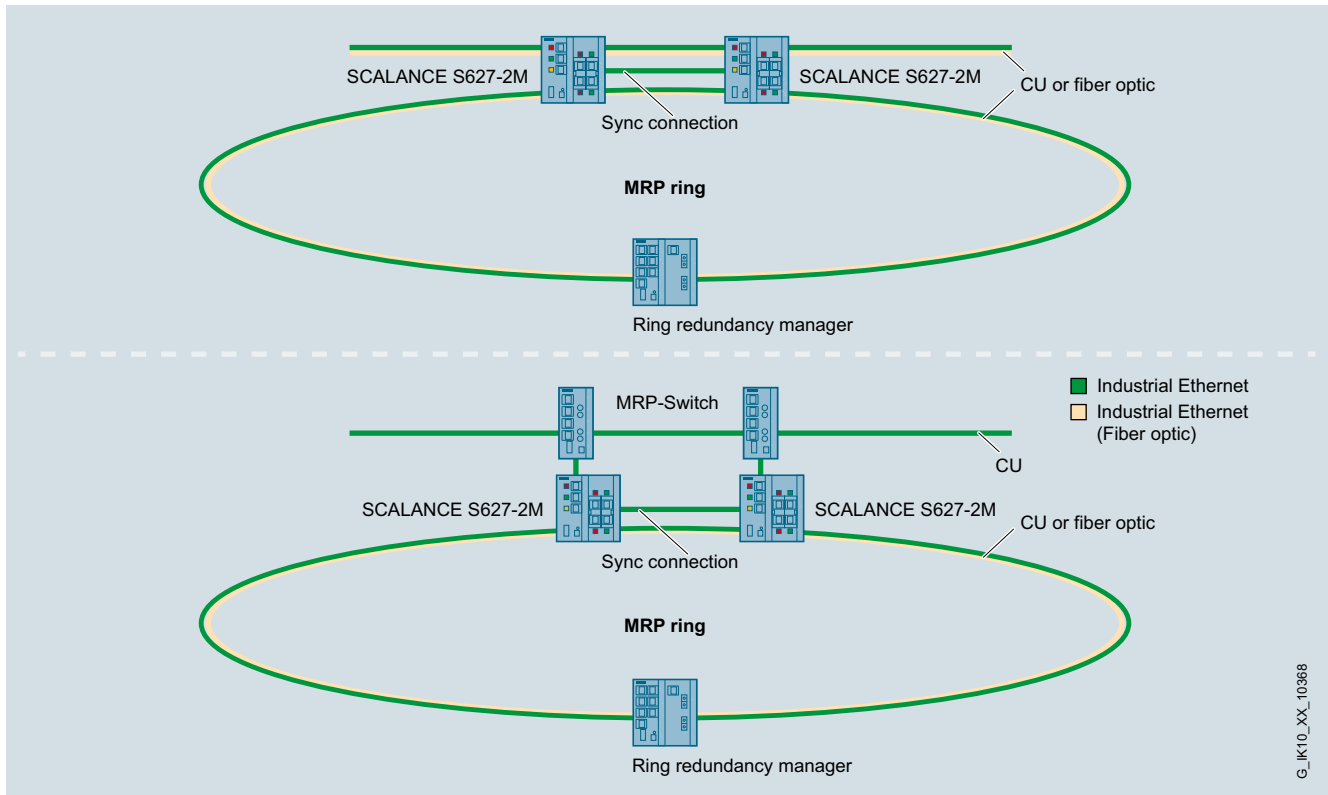 SCALANCE S627-2M
SCALANCE S627-2M
CU or fiber optic
Sync connection
MRP ring
Ring redundancy manager
MRP-Switch
Industrial Ethernet
Industrial Ethernet
(Fiber optic)
CU
SCALANCE S627-2M
SCALANCE S627-2M
CU or fiber optic
Sync connection
MRP ring
Ring redundancy manager
G_IK10_XX_10368